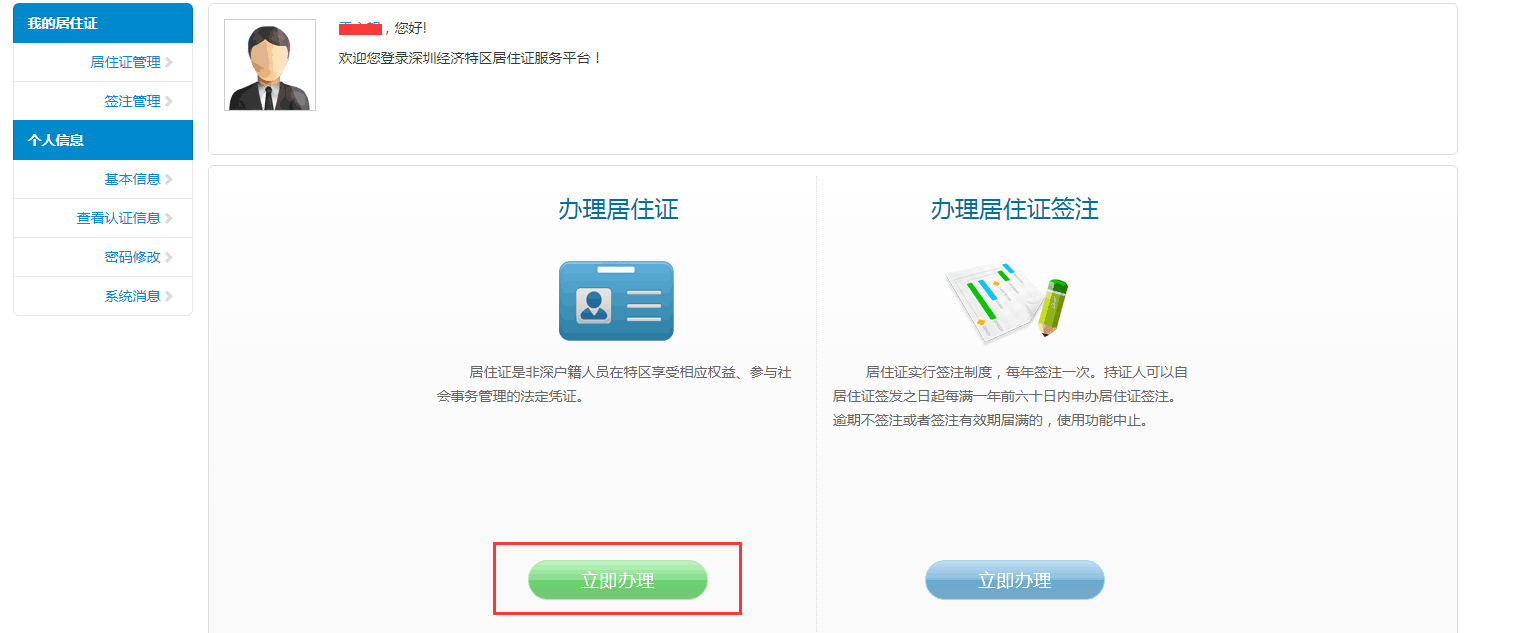 我的居住证
居住证管理
签注管理
个人信息
基本信息
查看认证信息
密码修改
系统消息
，您好!
欢迎您登录深圳经济特区居住证服务平台！
办理居住证
居住证是非深户籍人员在特区享受相应权益、参与社
会事务管理的法定凭证。
立即办理
办理居住证签注
居住证实行签注制度，每年签注一次。持证人可以自
居住证签发之日起每满一年前六十日内申办居住证签注。
逾期不签注或者签注有效期届满的，使用功能中止。
立即办理